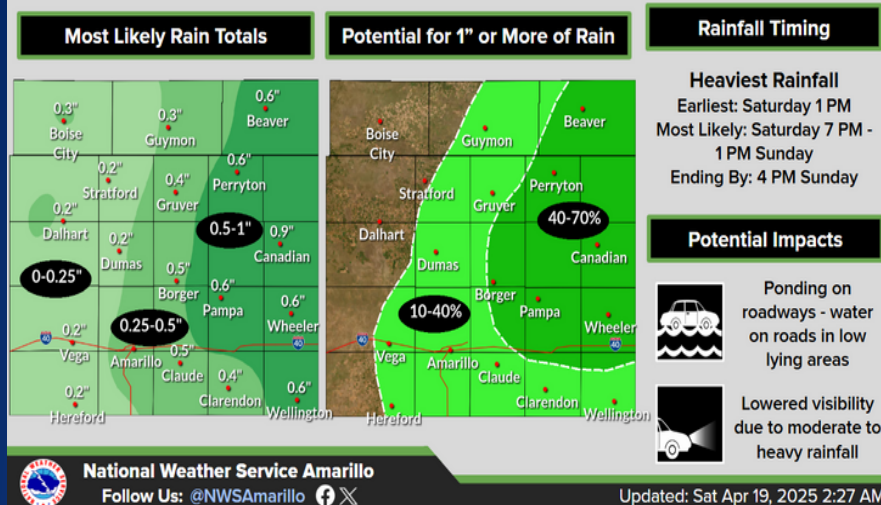 Most Likely Rain Totals
Potential for 1” or More of Rain
Rainfall Timing
Heaviest Rainfall
Earliest: Saturday 1 PM
Most Likely: Saturday 7 PM -
1 PM Sunday
Ending By: 4 PM Sunday
0.3"
Boise
City
0.3"
Guymon
0.6"
Beaver
0.2"
Stratford
0.4"
Gruver
0.6"
Perryton
0.2"
Dalhart
0.2"
Dumas
0.5-1"
0.9"
Canadian
0-0.25"
0.5"
Borger
0.6"
Pampa
0.25-0.5"
0.6"
Wheeler
40
0.2"
Vega
Amarillo
0.5"
Claude
40
0.2"
Hereford
0.4"
Clarendon
0.6"
Wellington
Boise
City
Guymon
Beaver
Stratford
Gruver
Perryton
40-70%
Dalhart
Dumas
Canadian
Borger
Pampa
10-40%
Wheeler
40
Vega
Amarillo
Claude
40
Hereford
Clarendon
Wellington
Potential Impacts
Ponding on
roadways - water
on roads in low
lying areas
Lowered visibility
due to moderate to
heavy rainfall
National Weather Service Amarillo
Follow Us: @NWSAmarillo
Updated: Sat Apr 19, 2025 2:27 AM